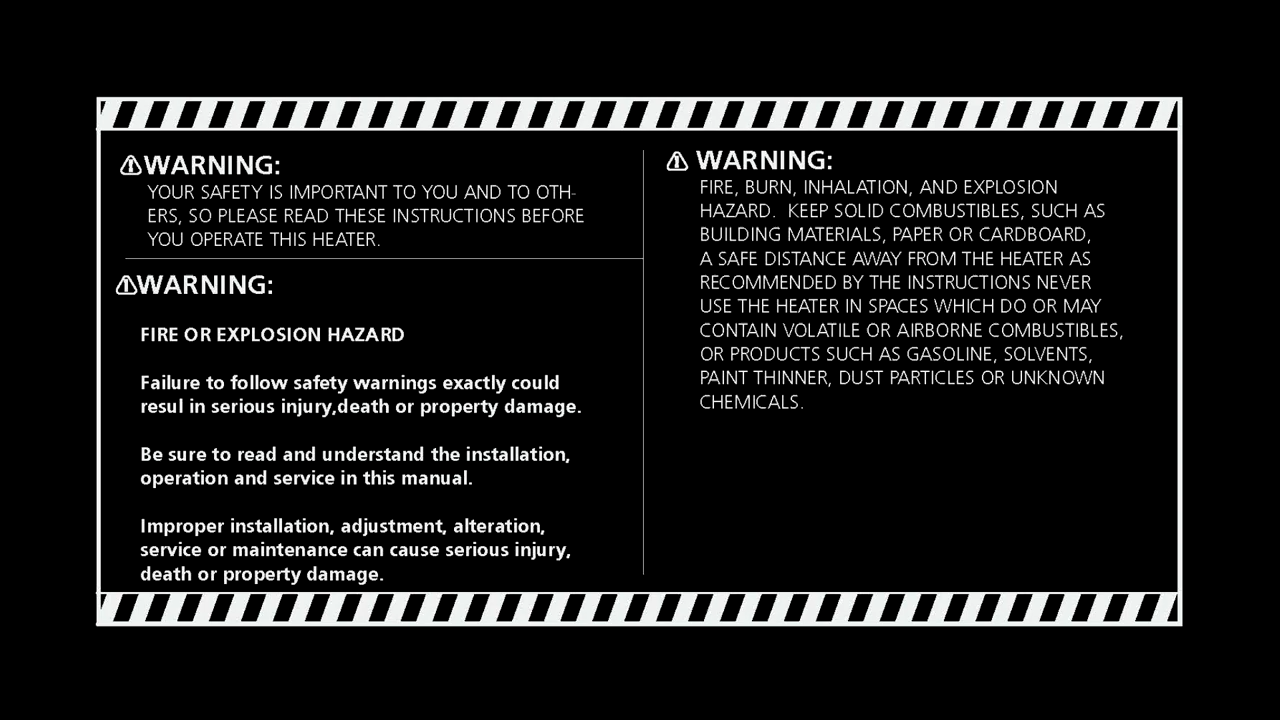 WARNING:
YOUR SAFETY IS IMPORTANT TO YOU AND TO OTH-
ERS, SO PLEASE READ THESE INSTRUCTIONS BEFORE
YOU OPERATE THIS HEATER.
WARNING:
FIRE OR EXPLOSION HAZARD
Failure to follow safety warnings exactly could
resul in serious injury,death or property damage.
Be sure to read and understand the installation,
operation and service in this manual.
Improper installation, adjustment, alteration,
service or maintenance can cause serious injury,
death or property damage.
WARNING:
FIRE, BURN, INHALATION, AND EXPLOSION
HAZARD.  KEEP SOLID COMBUSTIBLES, SUCH AS
BUILDING MATERIALS, PAPER OR CARDBOARD,
A SAFE DISTANCE AWAY FROM THE HEATER AS
RECOMMENDED BY THE INSTRUCTIONS NEVER
USE THE HEATER IN SPACES WHICH DO OR MAY
CONTAIN VOLATILE OR AIRBORNE COMBUSTIBLES,
OR PRODUCTS SUCH AS GASOLINE, SOLVENTS,
PAINT THINNER, DUST PARTICLES OR UNKNOWN
CHEMICALS.